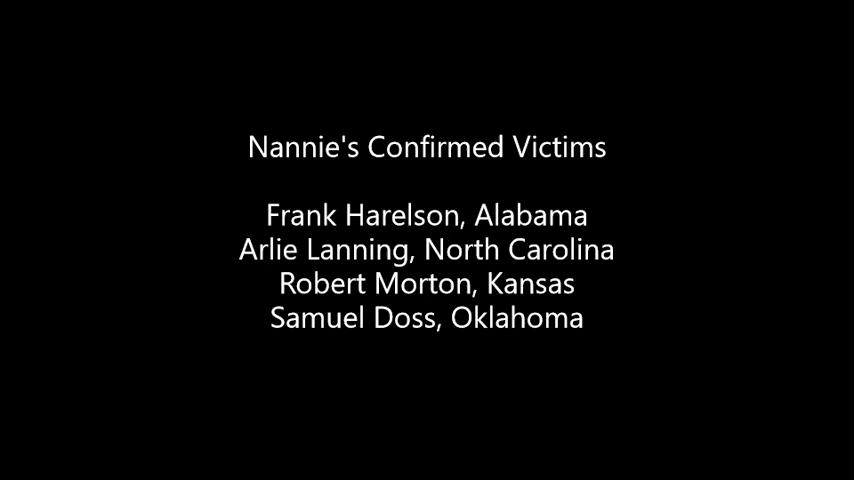 Nannie's Confirmed Victims
Frank Harelson, Alabama
Arlie Lanning, North Carolina
Robert Morton, Kansas
Samuel Doss, Oklahoma